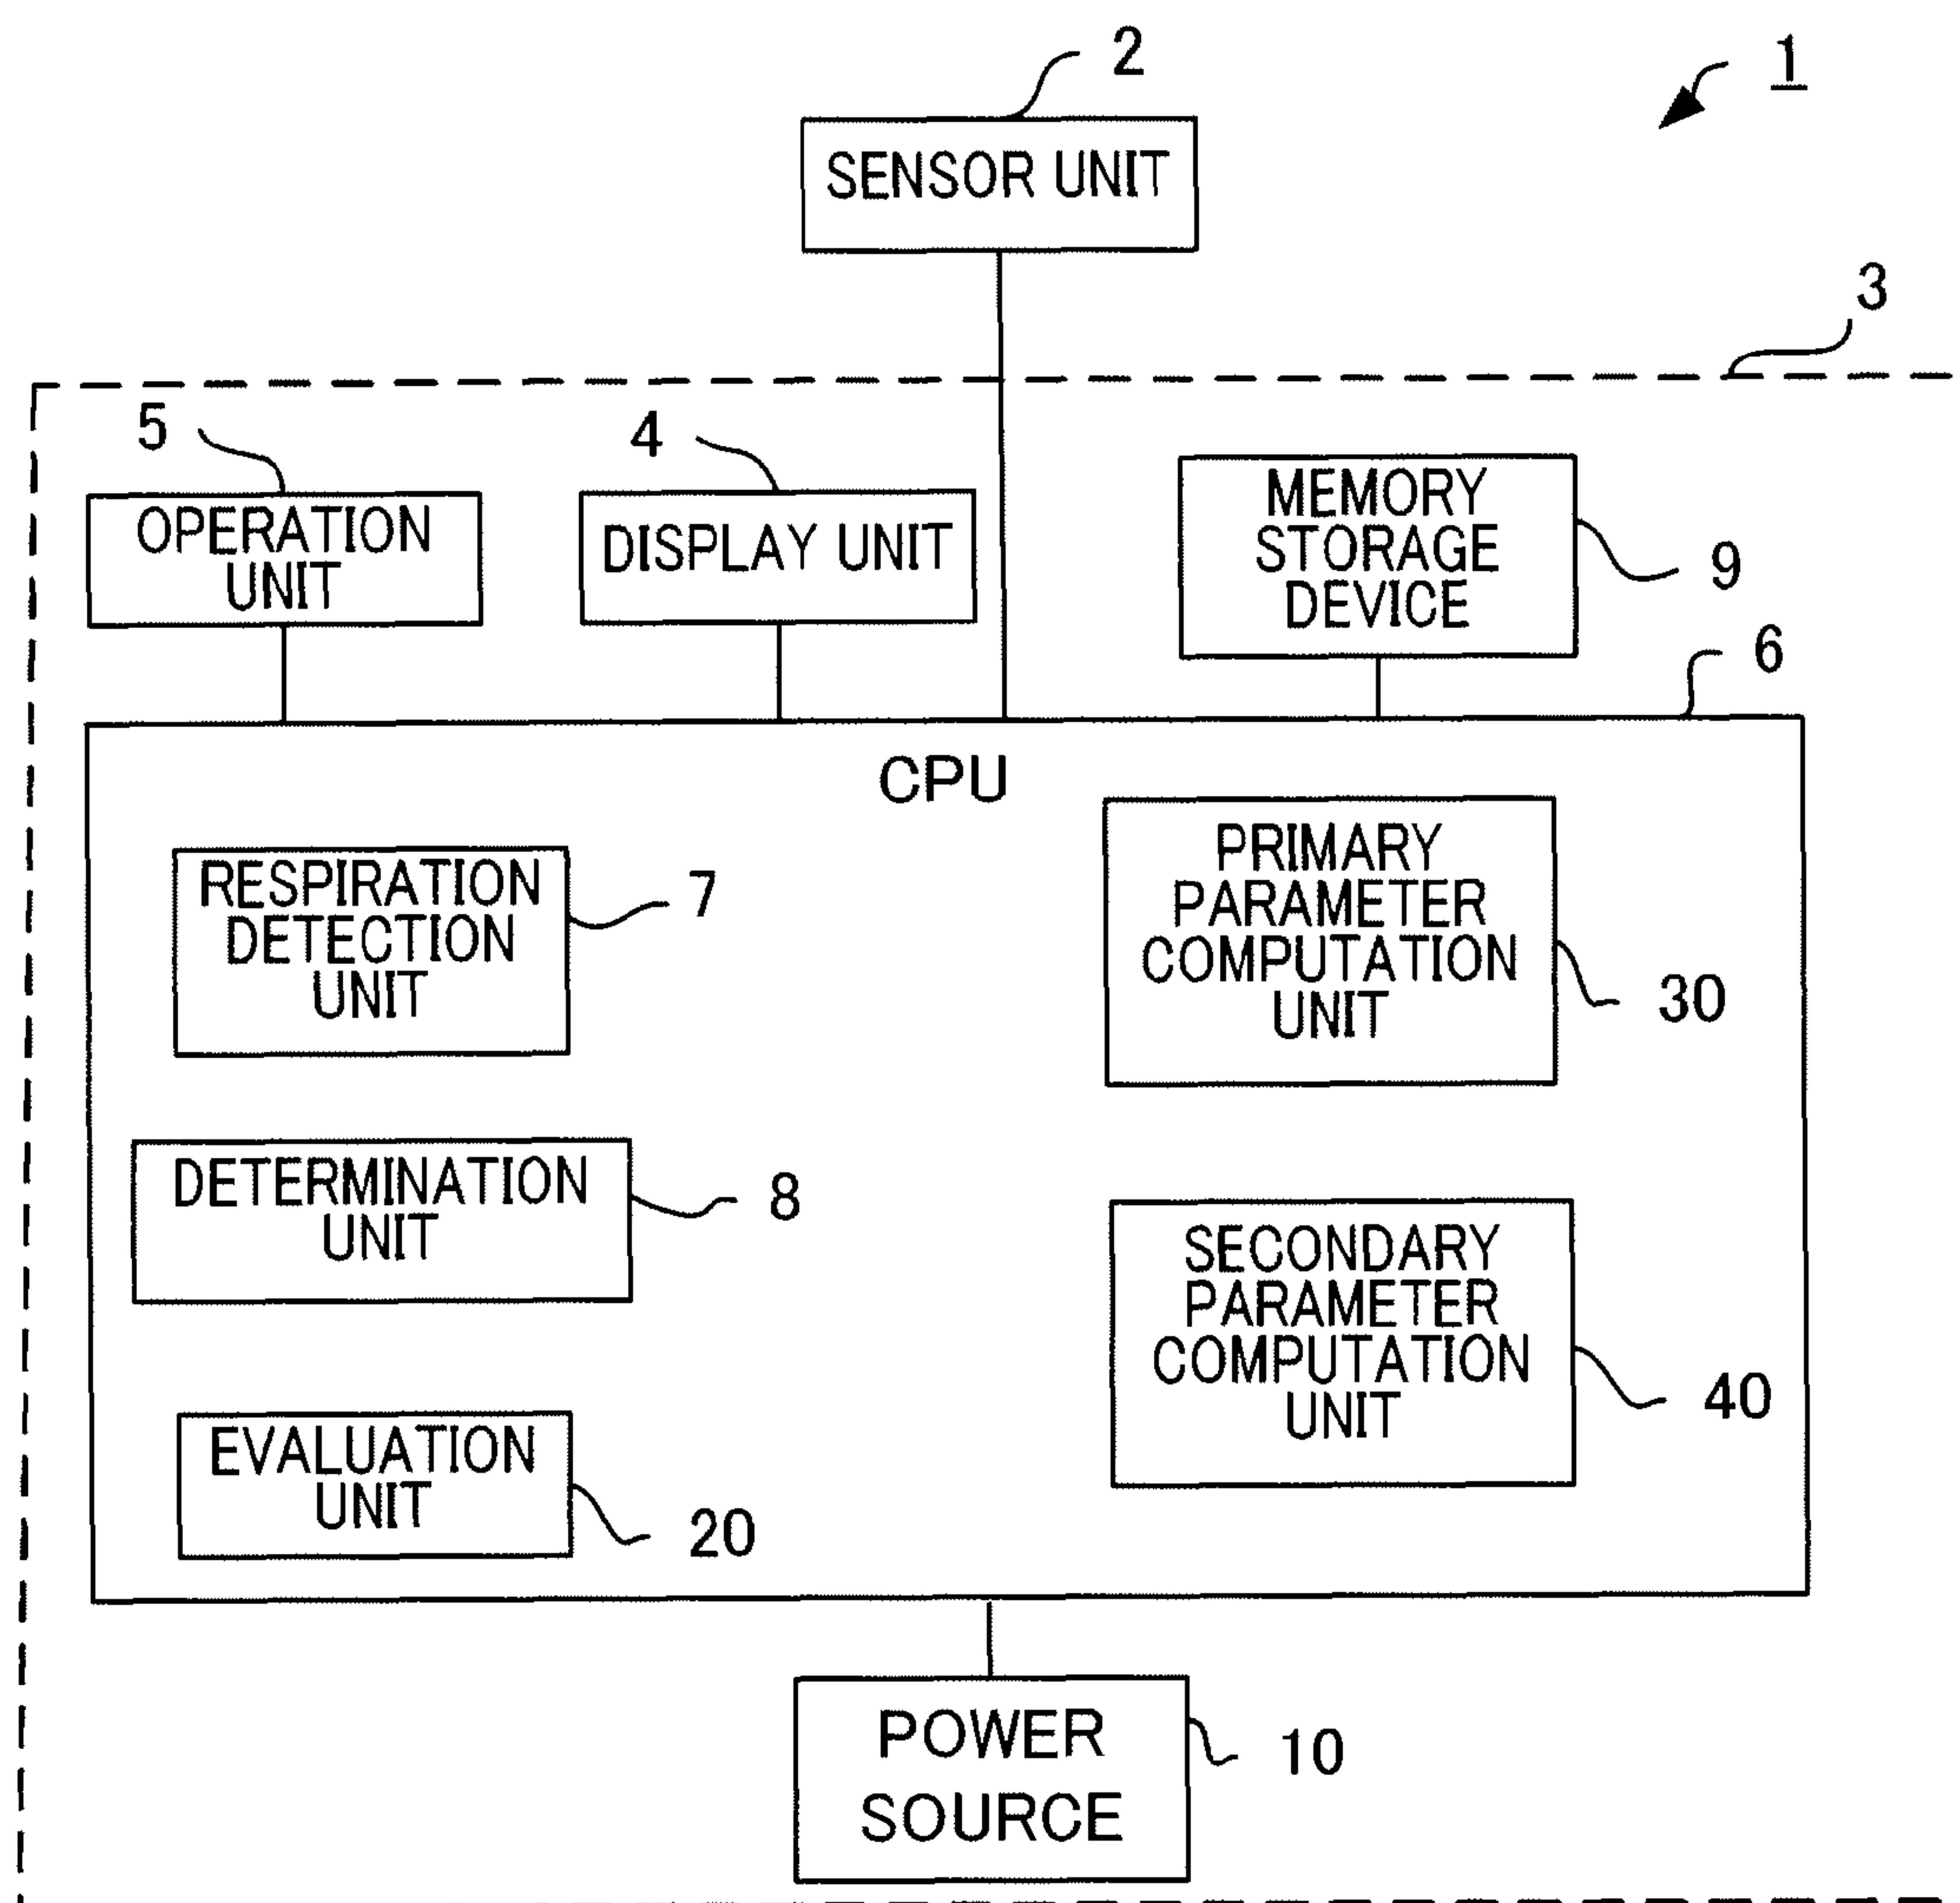 2
1
SENSOR UNIT
3
5
4
OPERATION
UNIT
DISPLAY UNIT
MEMORY
STORAGE
DEVICE
9
6
CPU
RESPIRATION
DETECTION
UNIT
7
PRIMARY
PARAMETER
COMPUTATION
UNIT
30
DETERMINATION
UNIT
8
SECONDARY
PARAMETER
COMPUTATION
UNIT
40
EVALUATION
UNIT
20
POWER
SOURCE
10